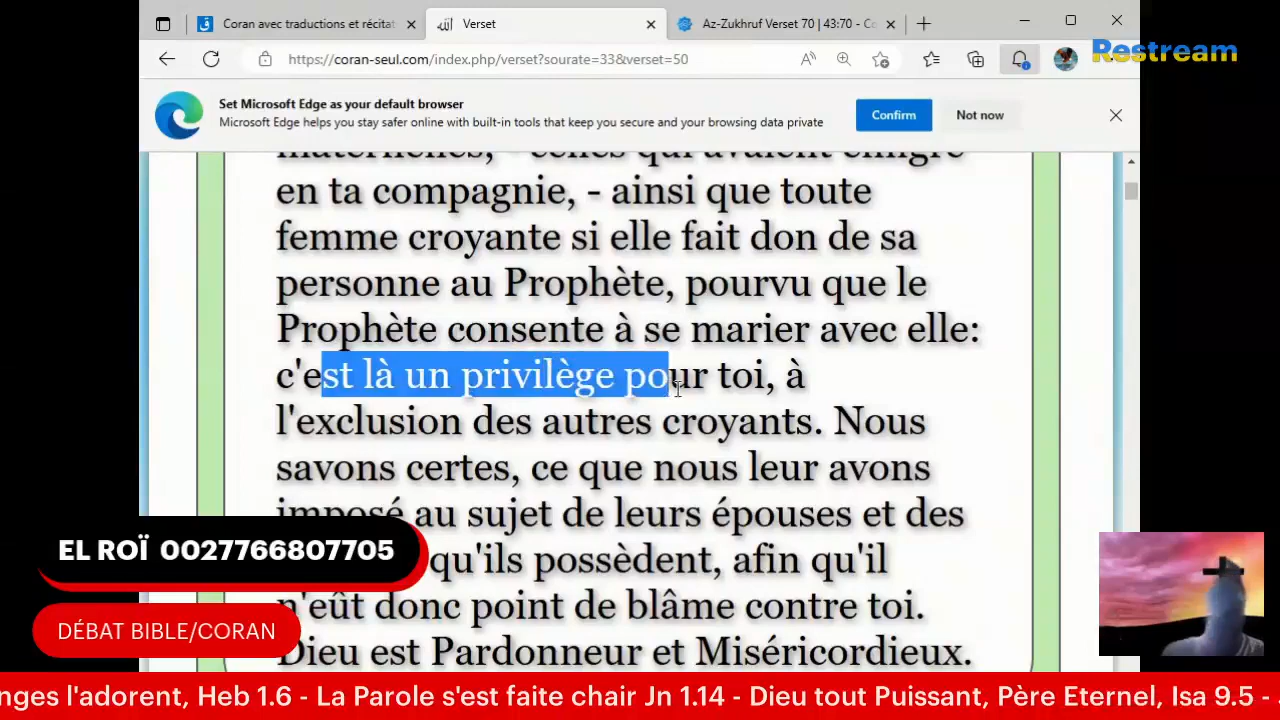 Coran avec traductions et récitat
Verset
Az-Zukhruf Verset 70 | 43:70 - Co
https://coran-seul.com/index.php/verset?sourate=33&verset=50
Restream
Set Microsoft Edge as your default browser
Microsoft Edge helps you stay safer online with built-in tools that keep you secure and your browsing data private
Confirm
Not now
maternelles, - celles qui avaient émigré
en ta compagnie, - ainsi que toute
femme croyante si elle fait don de sa
personne au Prophète, pourvu que le
Prophète consente à se marier avec elle:
c'est là un privilège pour toi, à
l'exclusion des autres croyants. Nous
savons certes, ce que nous leur avons
imposé au sujet de leurs épouses et des
qu'ils possèdent, afin qu'il
n'eût donc point de blâme contre toi.
Dieu est Pardonneur et Miséricordieux.
EL ROÏ 0027766807705
DÉBAT BIBLE/CORAN
nges l'adorent, Heb 1.6 - La Parole s'est faite chair Jn 1.14 - Dieu tout Puissant, Père Eternel, Isa 9.5 -